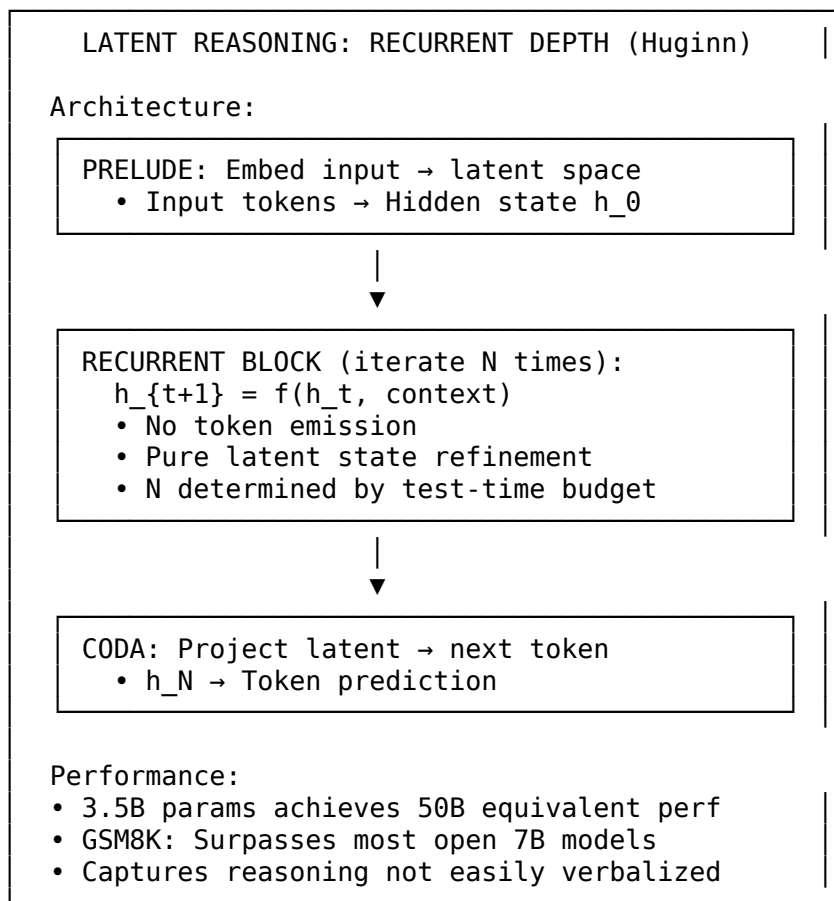 LATENT REASONING: RECURRENT DEPTH (Huginn)
Architecture:
PRELUDE: Embed input → latent space
• Input tokens → Hidden state h_0
RECURRENT BLOCK (iterate N times):
h_{t+1} = f(h_t, context)
• No token emission
• Pure latent state refinement
• N determined by test-time budget
CODA: Project latent → next token
• h_N → Token prediction
Performance:
• 3.5B params achieves 50B equivalent perf
• GSM8K: Surpasses most open 7B models
• Captures reasoning not easily verbalized